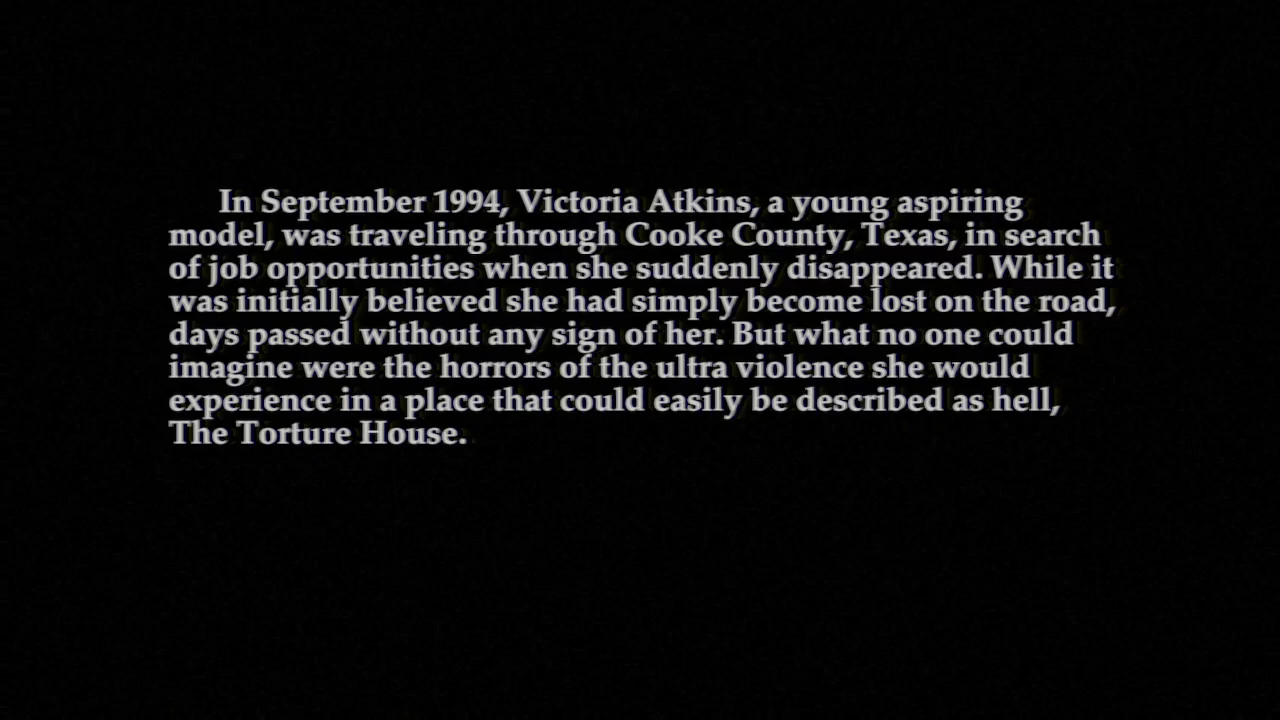 In September 1994, Victoria Atkins, a young aspiring
model, was traveling through Cooke County, Texas, in search
of job opportunities when she suddenly disappeared. While it
was initially believed she had simply become lost on the road,
days passed without any sign of her. But what no one could
imagine were the horrors of the ultra violence she would
experience in a place that could easily be described as hell,
The Torture House.